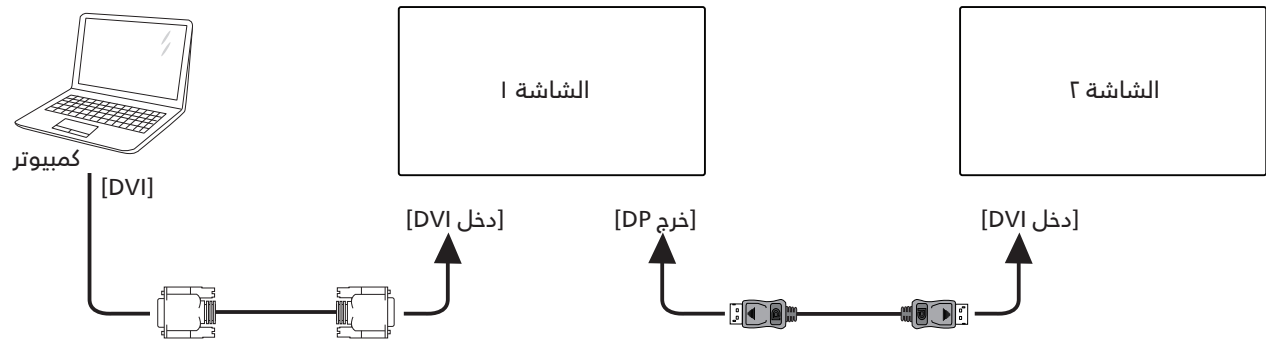 الشاشة ١
الشاشة ٢
كمبيوتر
[DVI]
[دخل DVI]
[خرج DP]
[دخل DVI]